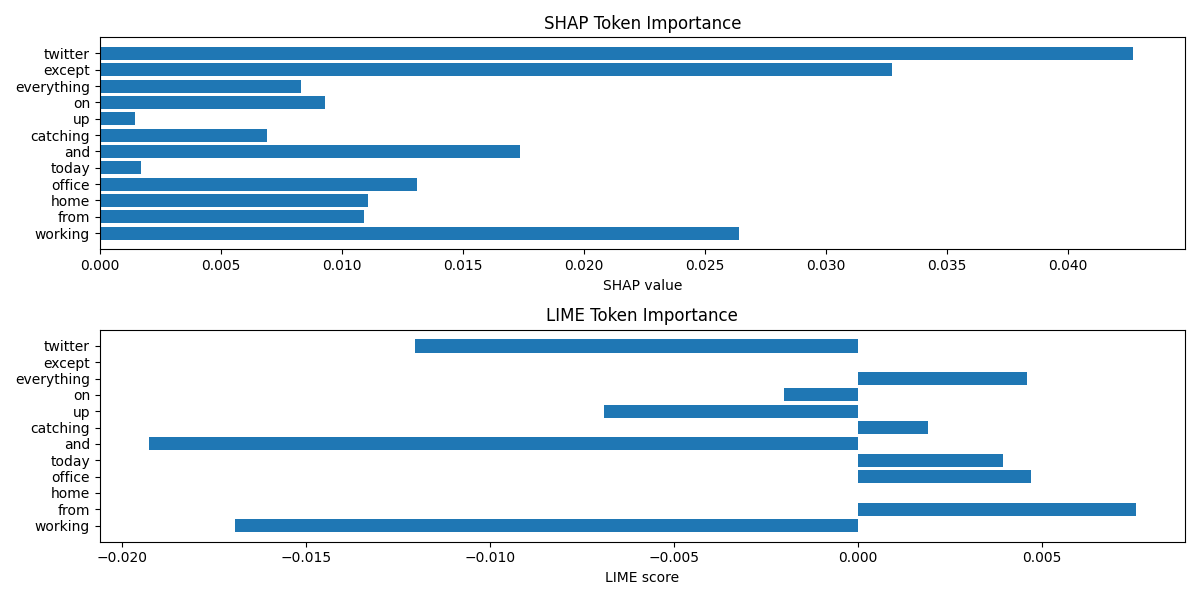 SHAP Token Importance
twitter
except
everything
on
up
catching
and
today
office
home
from
working
0.000 0.005 0.010 0.015 0.020 0.025 0.030 0.035 0.040
SHAP value
LIME Token Importance
twitter
except
everything
on
up
catching
and
today
office
home
from
working
−0.020 −0.015 −0.010 −0.005 0.000 0.005
LIME score